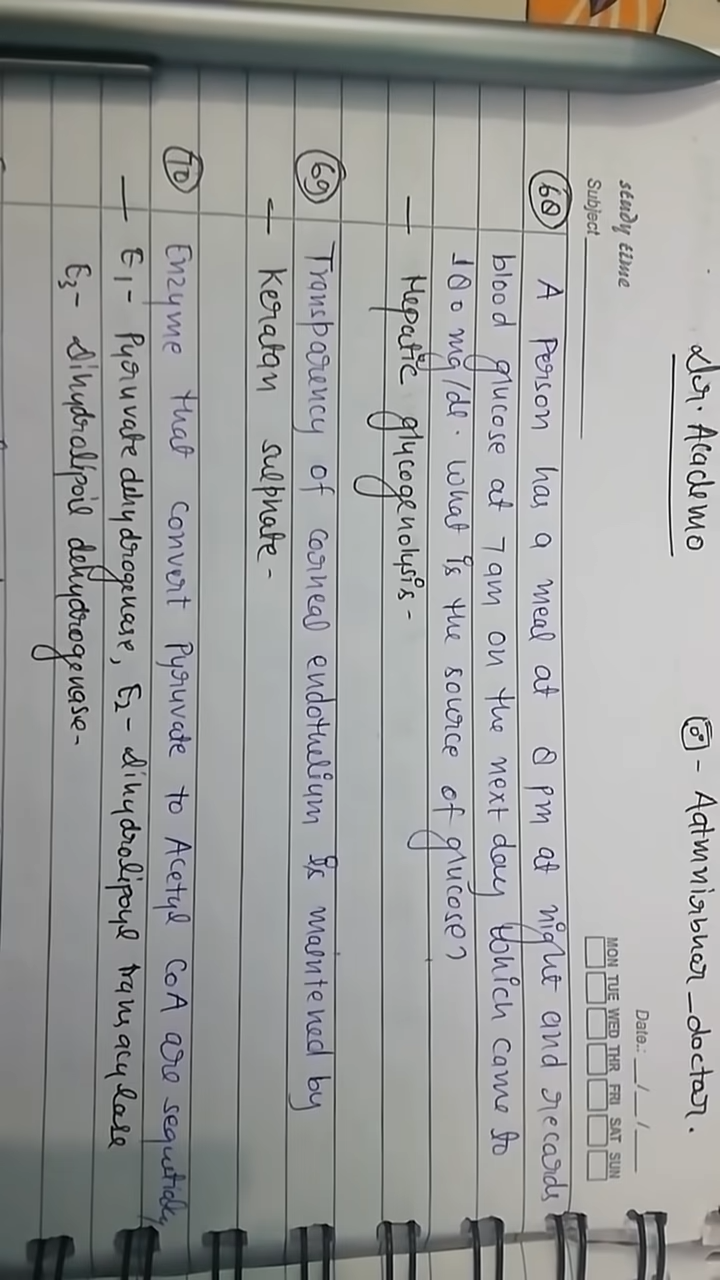 Dr. Academo
- Aatmnirbhar_doctor.
study time
Subject
Date.: __/__/__
MON TUE WED THR FRI SAT SUN
68 A Person has a meal at 8 pm at night and records
blood glucose at 7 am on the next day which came to
100 mg/dl. What is the source of glucose?
— Hepatic glycogenolysis -
69 Transparency of corneal endothelium is maintened by
— Keratan sulphate -
70 Enzyme that convert Pyruvate to Acetyl CoA are sequtialy
— E1 - Pyruvate dehydrogenase, E2 - dihydrolipoyl transacylase
E3 - dihydrolipoil dehydrogenase -